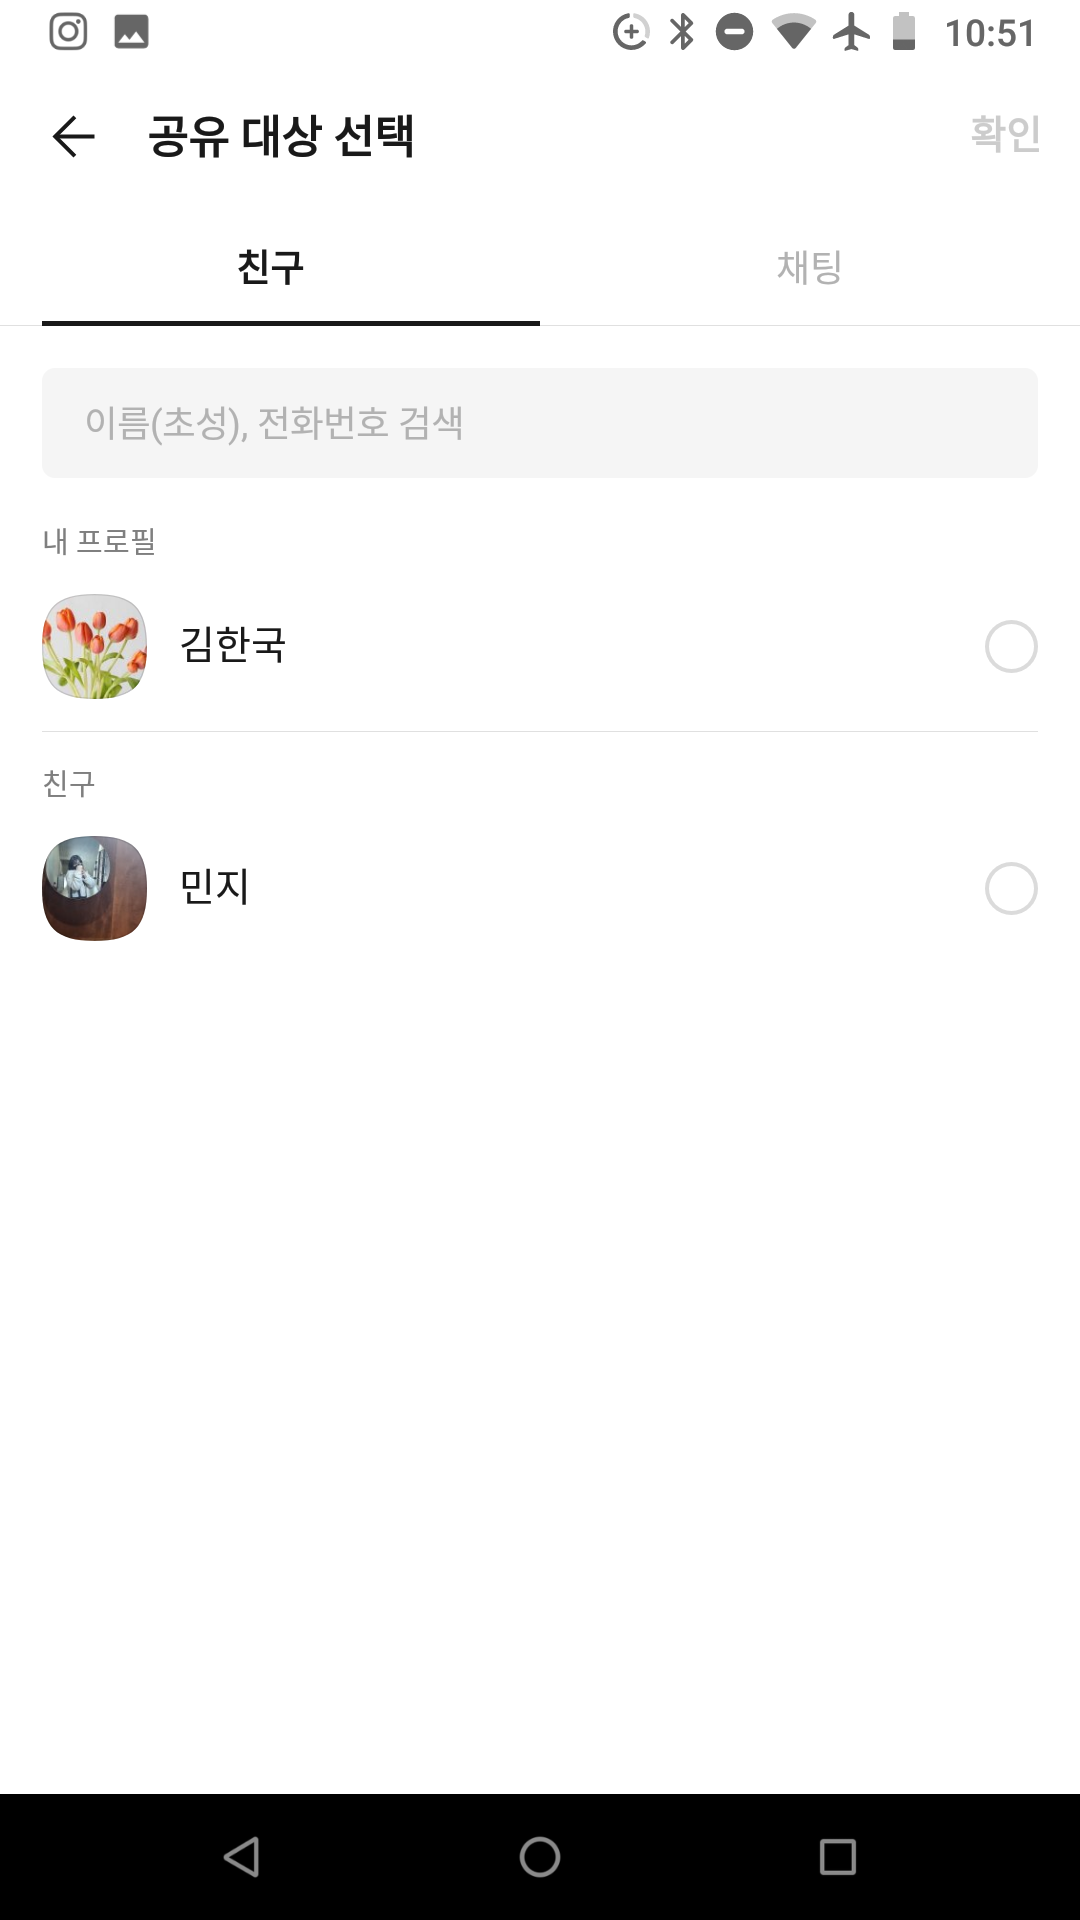 10:51
공유 대상 선택
확인
친구
채팅
이름(초성), 전화번호 검색
내 프로필
김한국
친구
민지